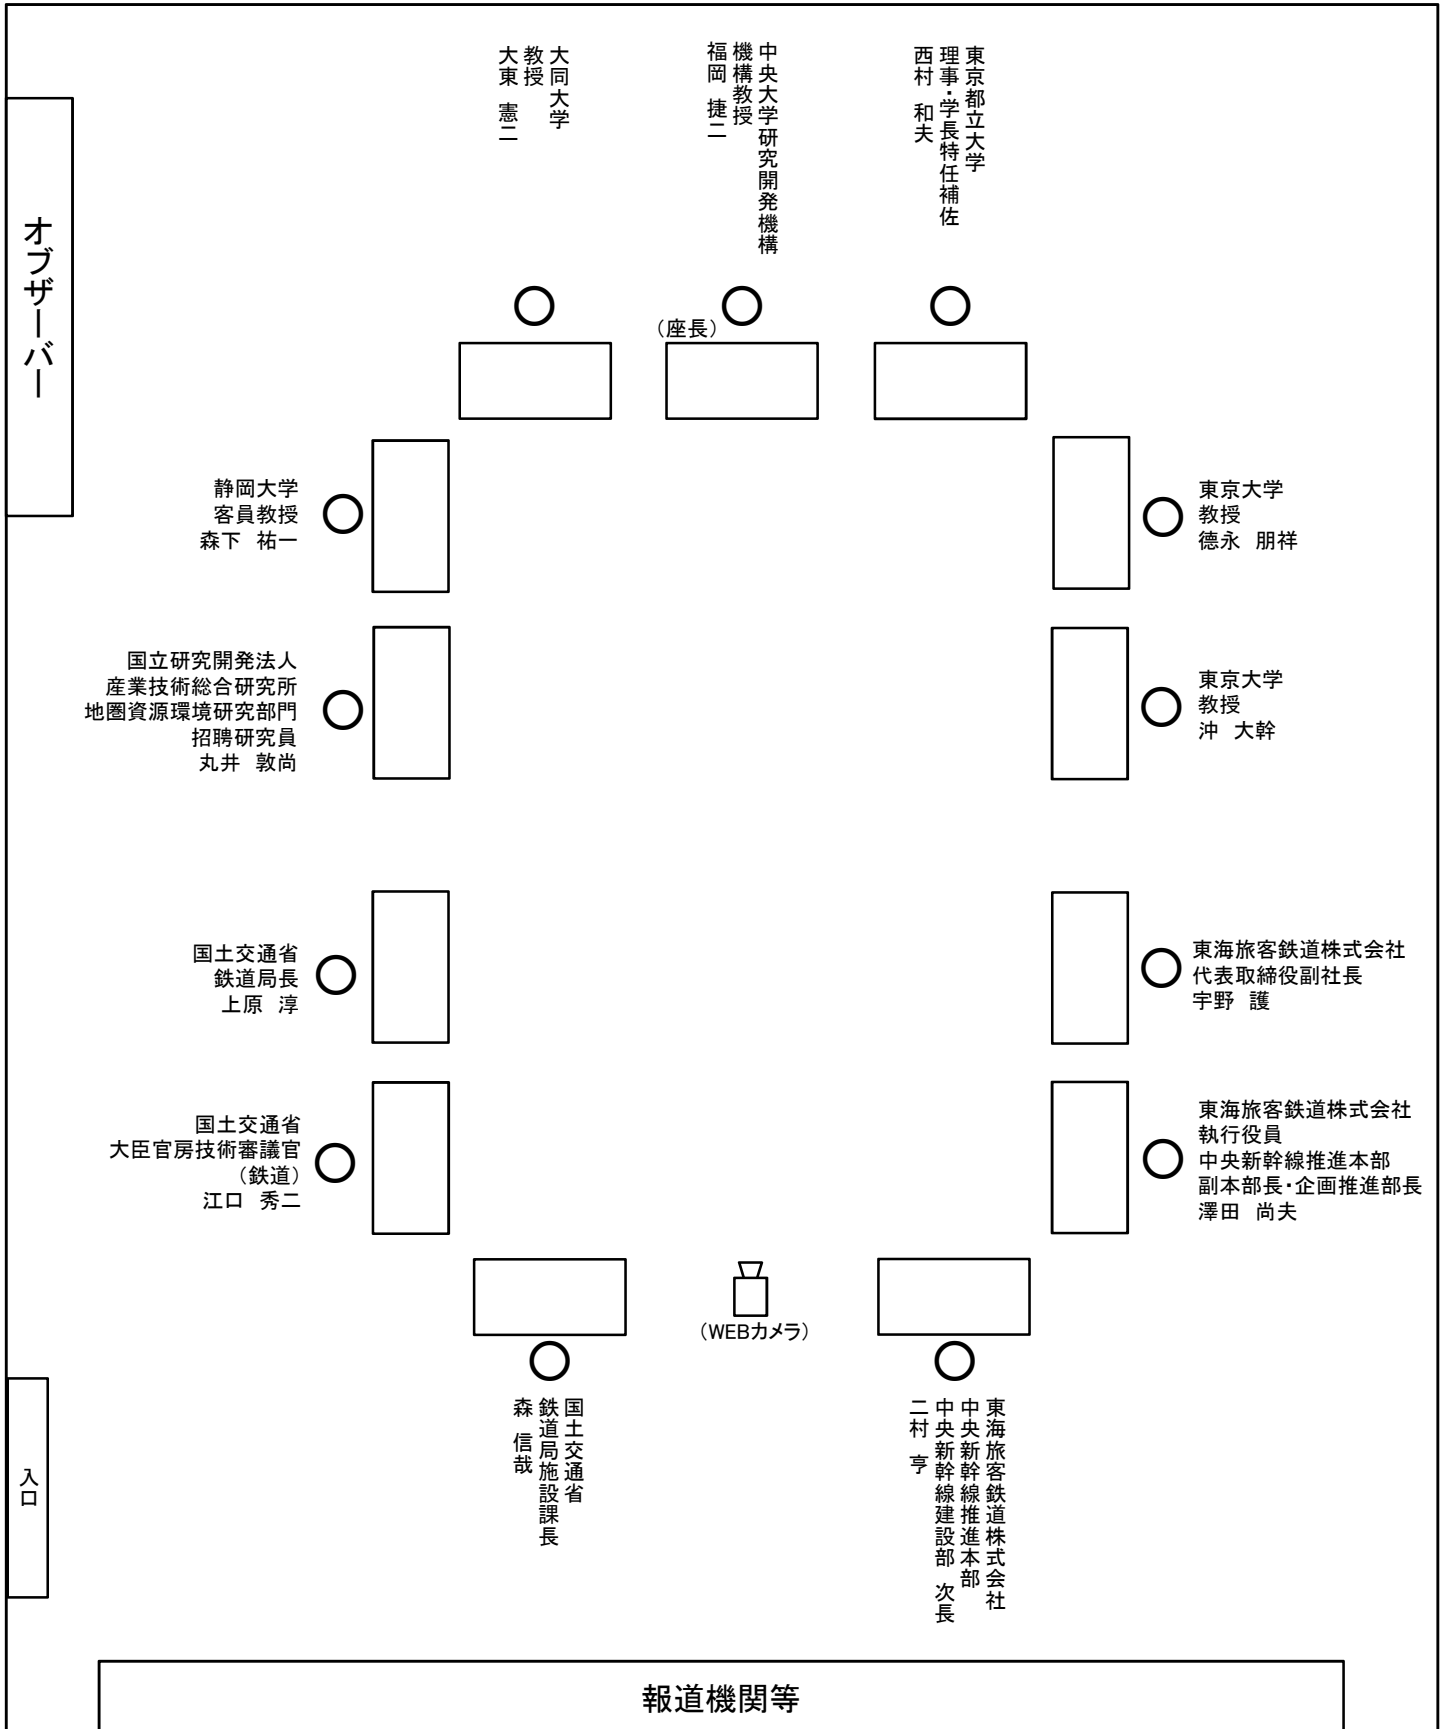 大同大学
教授
大東　憲二
中央大学研究開発機構
機構教授
福岡　捷二
東京都立大学
理事・学長特任補佐
西村　和夫
オブザーバー
（座長）
静岡大学
客員教授
森下　祐一
東京大学
教授
德永　朋祥
国立研究開発法人
産業技術総合研究所
地圏資源環境研究部門
招聘研究員
丸井　敦尚
東京大学
教授
沖　大幹
国土交通省
鉄道局長
上原　淳
東海旅客鉄道株式会社
代表取締役副社長
宇野　護
国土交通省
大臣官房技術審議官
（鉄道）
江口　秀二
東海旅客鉄道株式会社
執行役員
中央新幹線推進本部
副本部長・企画推進部長
澤田　尚夫
（WEBカメラ）
国土交通省
鉄道局施設課長
森　信哉
東海旅客鉄道株式会社
中央新幹線推進本部
中央新幹線建設部　次長
二村　亨
入口
報道機関等